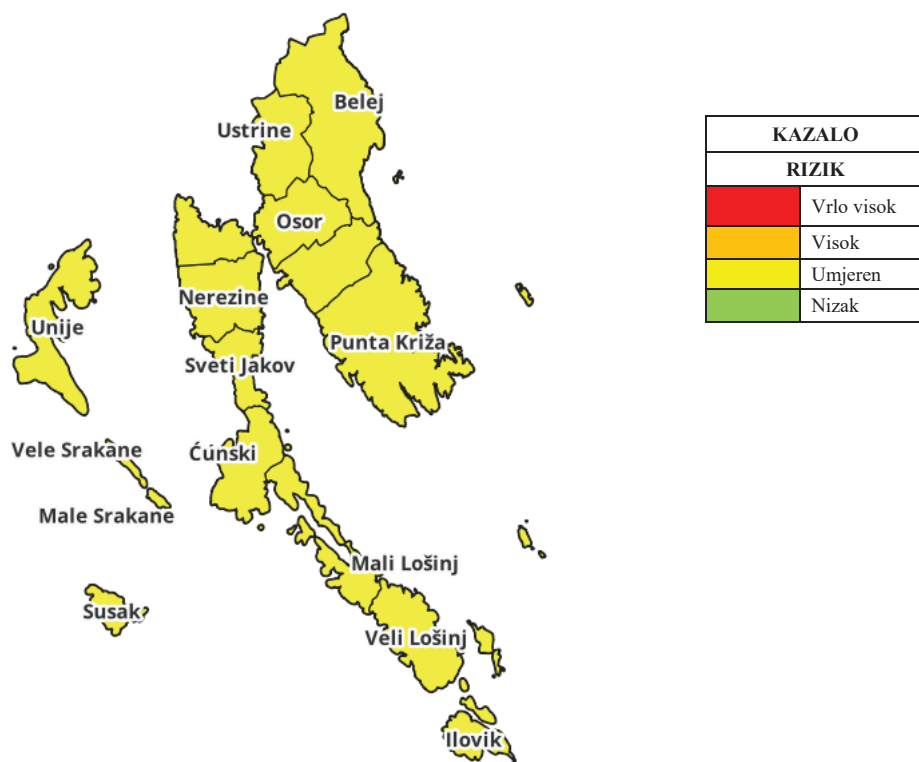 Belej
Ustrine
Osor
Nerezine
Unije
Punta Križa
Sveti Jakov
Vele Srakane
Ćunski
Male Srakane
Mali Lošinj
Susak
Veli Lošinj
Ilovik
KAZALO
RIZIK
Vrlo visok
Visok
Umjeren
Nizak